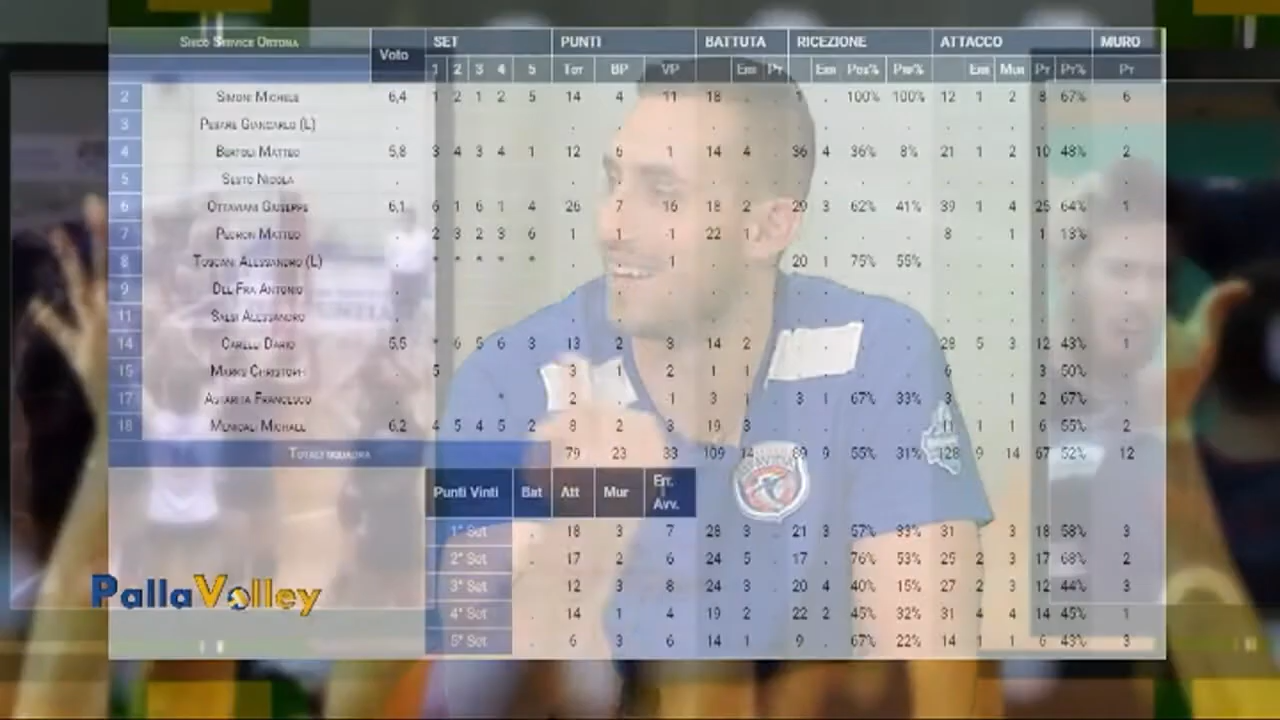 Sieco Service Ortona Voto SET PUNTI BATTUTA RICEZIONE ATTACCO MURO
1 2 3 4 5 Tot BP VP Err Pt Err Pos% Prf% Err Mur Pt Pt% Pt
2 Simoni Michele 6,4 1 2 1 2 5 14 4 11 18 . . . 100% 100% 12 1 2 8 67% 6
3 Pesare Giancarlo (L)
4 Bertoli Matteo 5,8 3 4 3 4 1 12 6 1 14 4 . 36 4 36% 8% 21 1 2 10 48% 2
5 Sesto Nicola
6 Ottaviani Giuseppe 6,1 6 1 6 1 4 26 7 16 18 2 . 29 3 62% 41% 39 1 4 25 64% 1
7 Pedron Matteo . 2 3 2 3 6 1 1 -1 22 1 8 . 1 1 13% .
8 Toscani Alessandro (L) . * * * * * . . -1 . . . 20 1 75% 55%
9 Del Fra Antonio
11 Salsi Alessandro
14 Carelli Dario 5,5 * 6 5 6 3 13 2 3 14 2 . . . . . 28 5 3 12 43% 1
15 Marks Christoph . 5 3 1 2 1 1 6 . . 3 50% .
17 Astarita Francesco . * 2 . -1 3 1 . 3 1 67% 33% 3 . 1 2 67% .
18 Menicali Michael 6,2 4 5 4 5 2 8 2 3 19 3 . . . . . 11 1 1 6 55% 2
Totali squadra 79 23 33 109 14 . 89 9 55% 31% 128 9 14 67 52% 12
Punti Vinti Bat Att Mur Err. Avv.
1° Set . 18 3 7 28 3 . 21 3 57% 33% 31 . 3 18 58% 3
2° Set . 17 2 6 24 5 . 17 . 76% 53% 25 2 3 17 68% 2
3° Set . 12 3 8 24 3 . 20 4 40% 15% 27 2 3 12 44% 3
4° Set . 14 1 4 19 2 . 22 2 45% 32% 31 4 4 14 45% 1
5° Set . 6 3 6 14 1 . 9 . 67% 22% 14 1 1 6 43% 3
PallaVolley